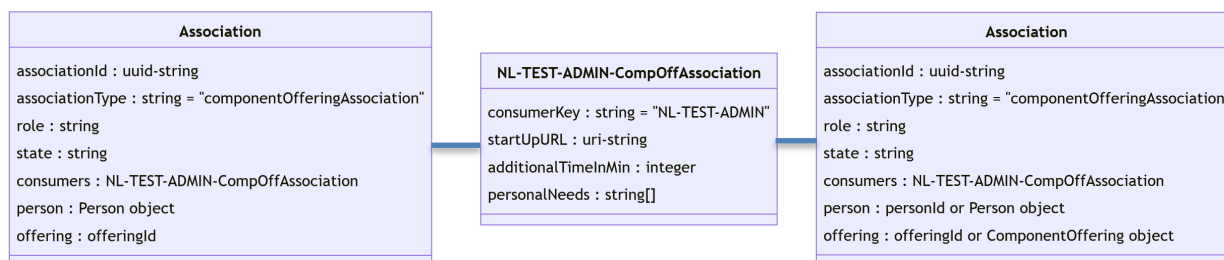 Association
associationId : uuid-string
associationType : string = "componentOfferingAssociation"
role : string
state : string
consumers : NL-TEST-ADMIN-CompOffAssociation
person : Person object
offering : offeringId
NL-TEST-ADMIN-CompOffAssociation
consumerKey : string = "NL-TEST-ADMIN"
startUpURL : uri-string
additionalTimeInMin : integer
personalNeeds : string[]
Association
associationId : uuid-string
associationType : string = "componentOfferingAssociation
role : string
state : string
consumers : NL-TEST-ADMIN-CompOffAssociation
person : personId or Person object
offering : offeringId or ComponentOffering object